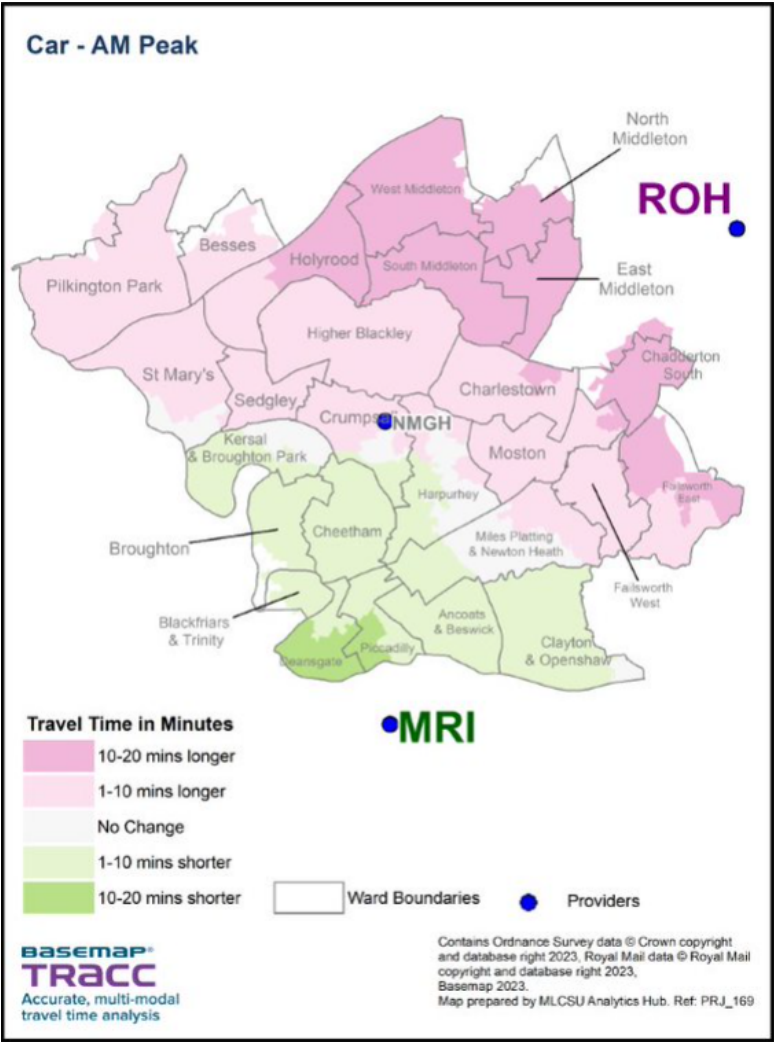 Car - AM Peak
North
Middleton
ROH
West Middleton
Besses
Holyrood
South Middleton
East
Middleton
Pilkington Park
Higher Blackley
Chadderton
South
St Mary's
Charlestown
Sedgley
Crumpsall
NMGH
Kersal
& Broughton Park
Moston
Failsworth
East
Harpurhey
Cheetham
Miles Platting
& Newton Heath
Broughton
Failsworth
West
Blackfriars
& Trinity
Ancoats
& Beswick
Clayton
& Openshaw
Deansgate
Piccadilly
MRI
Travel Time in Minutes
10-20 mins longer
1-10 mins longer
No Change
1-10 mins shorter
10-20 mins shorter
Ward Boundaries
Providers
BASEMAP®
TRACC
Accurate, multi-modal
travel time analysis
Contains Ordnance Survey data © Crown copyright
and database right 2023, Royal Mail data © Royal Mail
copyright and database right 2023,
Basemap 2023.
Map prepared by MLCSU Analytics Hub. Ref: PRJ_169